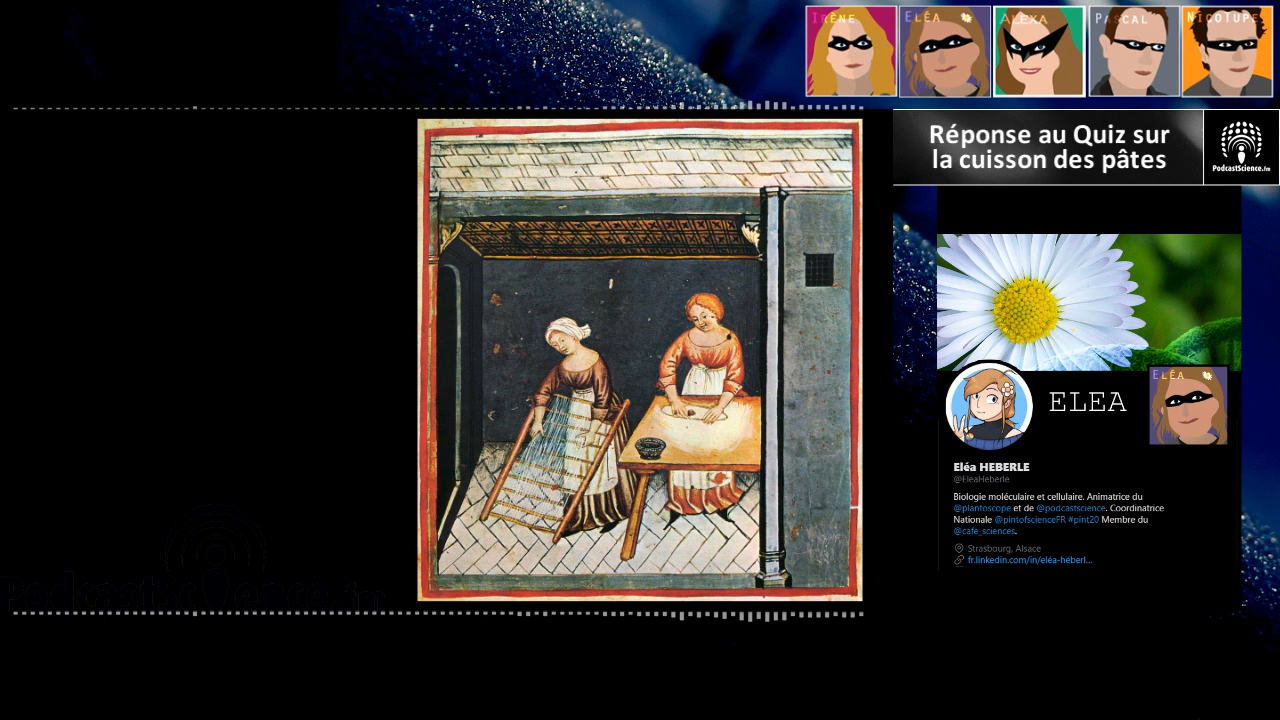 IRÈNE
ELÉA
ALEXA
PASCAL
NICOTUPE
Réponse au Quiz sur
la cuisson des pâtes
PodcastScience.fm
ELÉA
ELEA
Eléa HEBERLE
@EleaHeberle
Biologie moléculaire et cellulaire. Animatrice du
@plantoscope et de @podcastscience. Coordinatrice
Nationale @pintofscienceFR #pint20 Membre du
@cafe_sciences.
Strasbourg, Alsace
fr.linkedin.com/in/eléa-héberl...